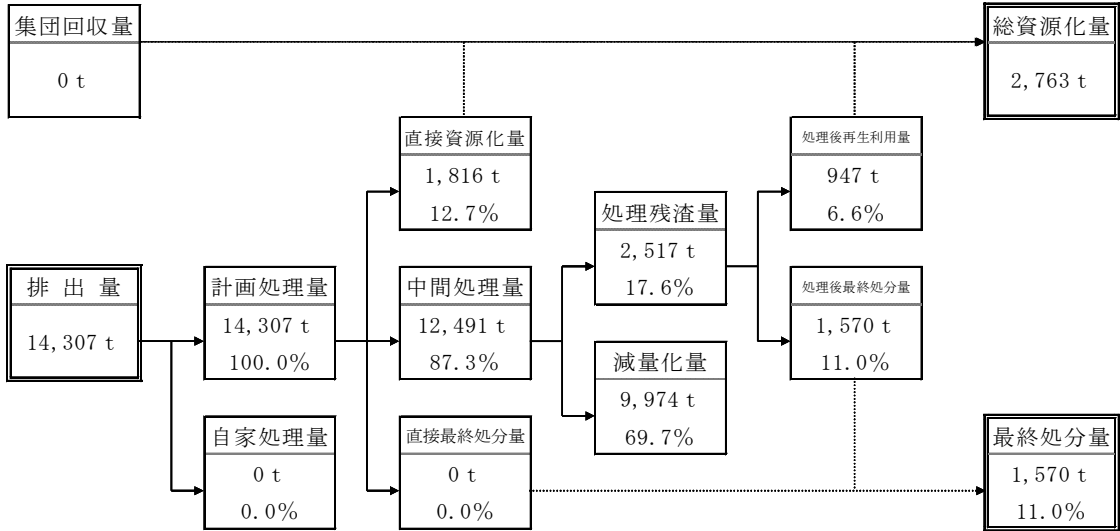 集団回収量
0 t
総資源化量
2,763 t
直接資源化量
1,816 t
12.7%
処理後再生利用量
947 t
6.6%
処理残渣量
2,517 t
17.6%
排 出 量
14,307 t
計画処理量
14,307 t
100.0%
中間処理量
12,491 t
87.3%
処理後最終処分量
1,570 t
11.0%
減量化量
9,974 t
69.7%
自家処理量
0 t
0.0%
直接最終処分量
0 t
0.0%
最終処分量
1,570 t
11.0%